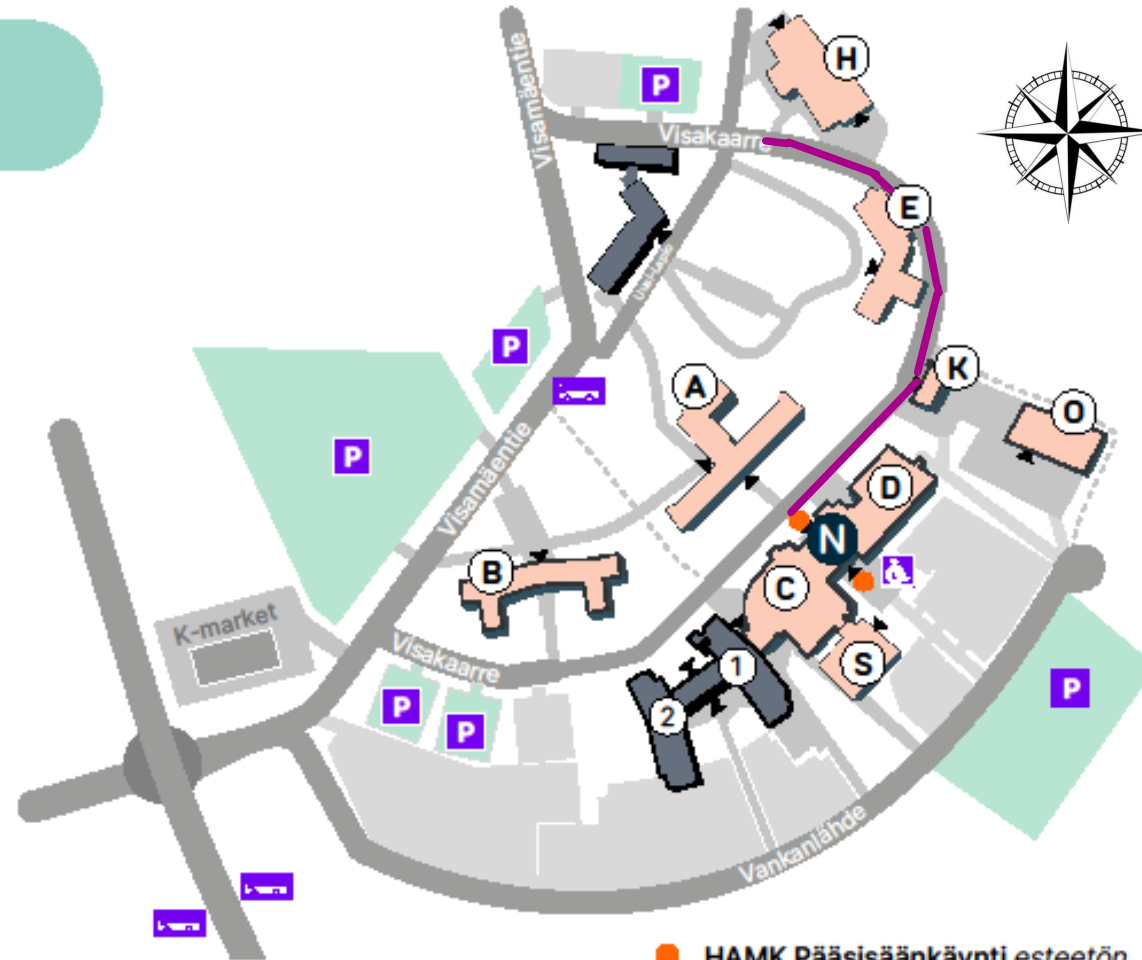 Visamäentie
H
P
Visakaarre
E
P
A
K
O
Visamäentie
P
D
N
B
C
K-market
Visakaarre
1
S
P
2
P
P
Vankanlähde
HAMK Pääsisäänkäynti esteetön